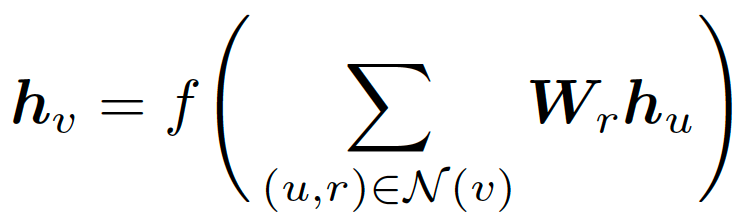 𝒉_v = f( ∑_{(u,r)∈𝒩(v)} 𝑾_r 𝒉_u )